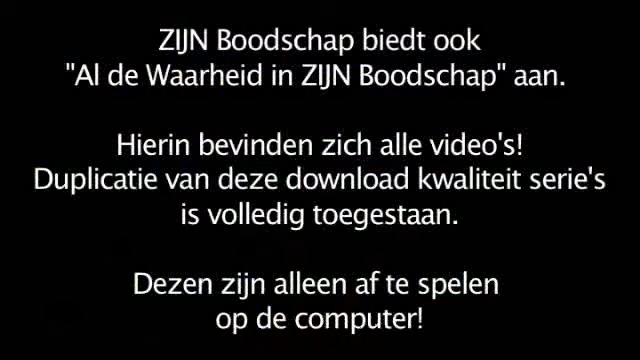 ZIJN Boodschap biedt ook
"Al de Waarheid in ZIJN Boodschap" aan.
Hierin bevinden zich alle video's!
Duplicatie van deze download kwaliteit serie's
is volledig toegestaan.
Dezen zijn alleen af te spelen
op de computer!